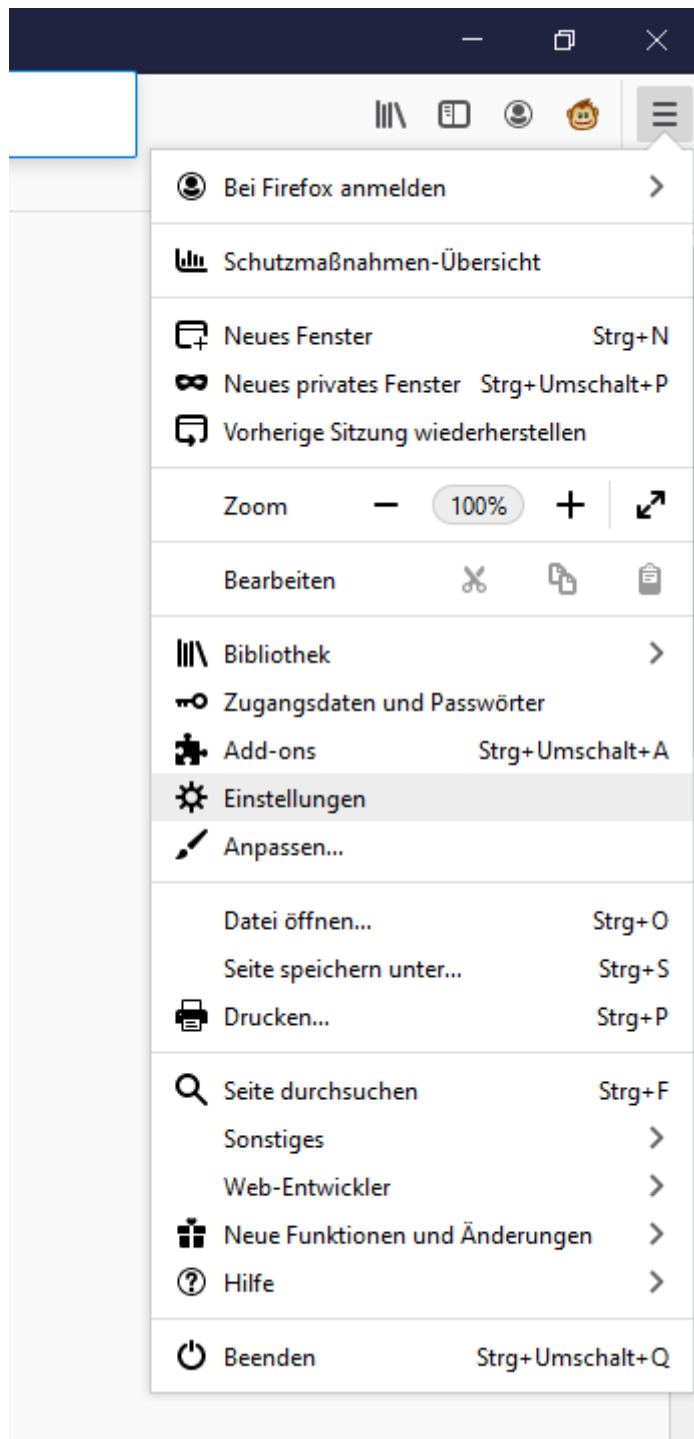 Bei Firefox anmelden
Schutzmaßnahmen-Übersicht
Neues Fenster Strg+N
Neues privates Fenster Strg+Umschalt+P
Vorherige Sitzung wiederherstellen
Zoom 100%
Bearbeiten
Bibliothek
Zugangsdaten und Passwörter
Add-ons Strg+Umschalt+A
Einstellungen
Anpassen...
Datei öffnen... Strg+O
Seite speichern unter... Strg+S
Drucken... Strg+P
Seite durchsuchen Strg+F
Sonstiges
Web-Entwickler
Neue Funktionen und Änderungen
Hilfe
Beenden Strg+Umschalt+Q